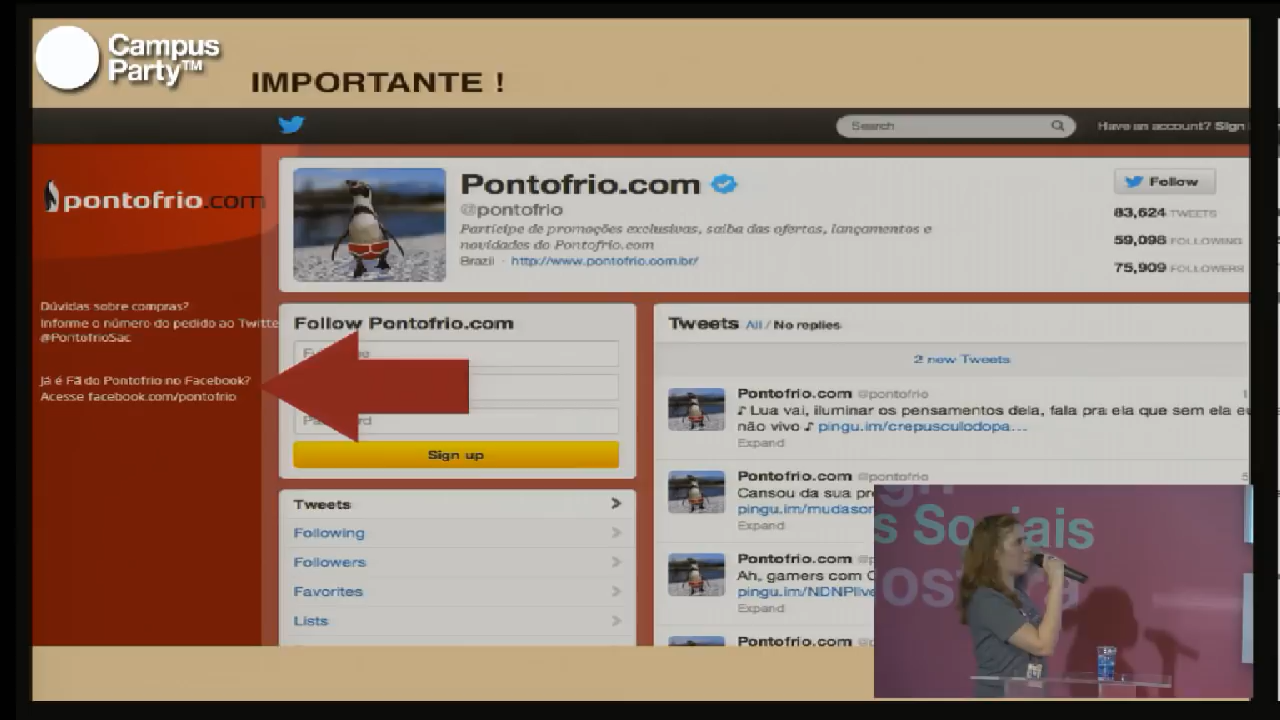 Campus
Party™
IMPORTANTE !
Search
Have an account? Sign
pontofrio.com
Pontofrio.com
@pontofrio
Participe de promoções exclusivas, saiba das ofertas, lançamentos e
novidades do Pontofrio.com
Brazil · http://www.pontofrio.com.br/
Follow
83,624 TWEETS
59,098 FOLLOWING
75,909 FOLLOWERS
Dúvidas sobre compras?
Informe o número do pedido ao Twitte
@PontofrioSac
Já é Fã do Pontofrio no Facebook?
Acesse facebook.com/pontofrio
Follow Pontofrio.com
Sign up
Tweets
Following
Followers
Favorites
Lists
Tweets All / No replies
2 new Tweets
Pontofrio.com @pontofrio
♪ Lua vai, iluminar os pensamentos dela, fala pra ela que sem ela eu
não vivo ♪ pingu.im/crepusculodopa...
Expand
Pontofrio.com @pontofrio
Cansou da sua pr
pingu.im/mudasor
Expand
Pontofrio.com @p
Ah, gamers com C
pingu.im/NDNPlive
Expand
Pontofrio.com @p
s Sociais